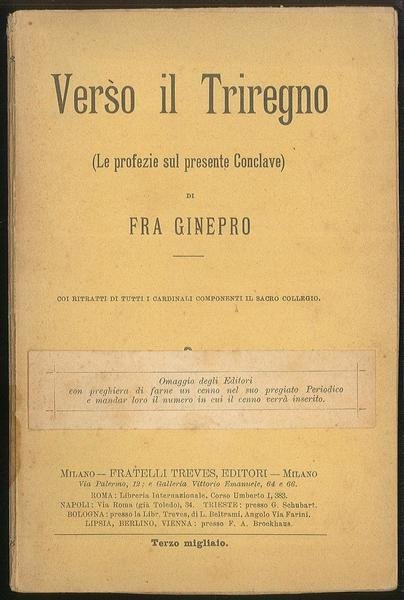 Verso il Triregno
(Le profezie sul presente Conclave)
DI
FRA GINEPRO
COI RITRATTI DI TUTTI I CARDINALI COMPONENTI IL SACRO COLLEGIO.
Omaggio degli Editori
con preghiera di farne un cenno nel suo pregiato Periodico
e mandar loro il numero in cui il cenno verrà inserito.
MILANO — FRATELLI TREVES, EDITORI — MILANO
Via Palermo, 12; e Galleria Vittorio Emanuele, 64 e 66.
ROMA: Libreria Internazionale, Corso Umberto I, 383.
NAPOLI: Via Roma (già Toledo), 34. TRIESTE: presso G. Schubart.
BOLOGNA: presso la Libr. Treves, di L. Beltrami, Angolo Via Farini.
LIPSIA, BERLINO, VIENNA: presso F. A. Brockhaus.
Terzo migliaio.